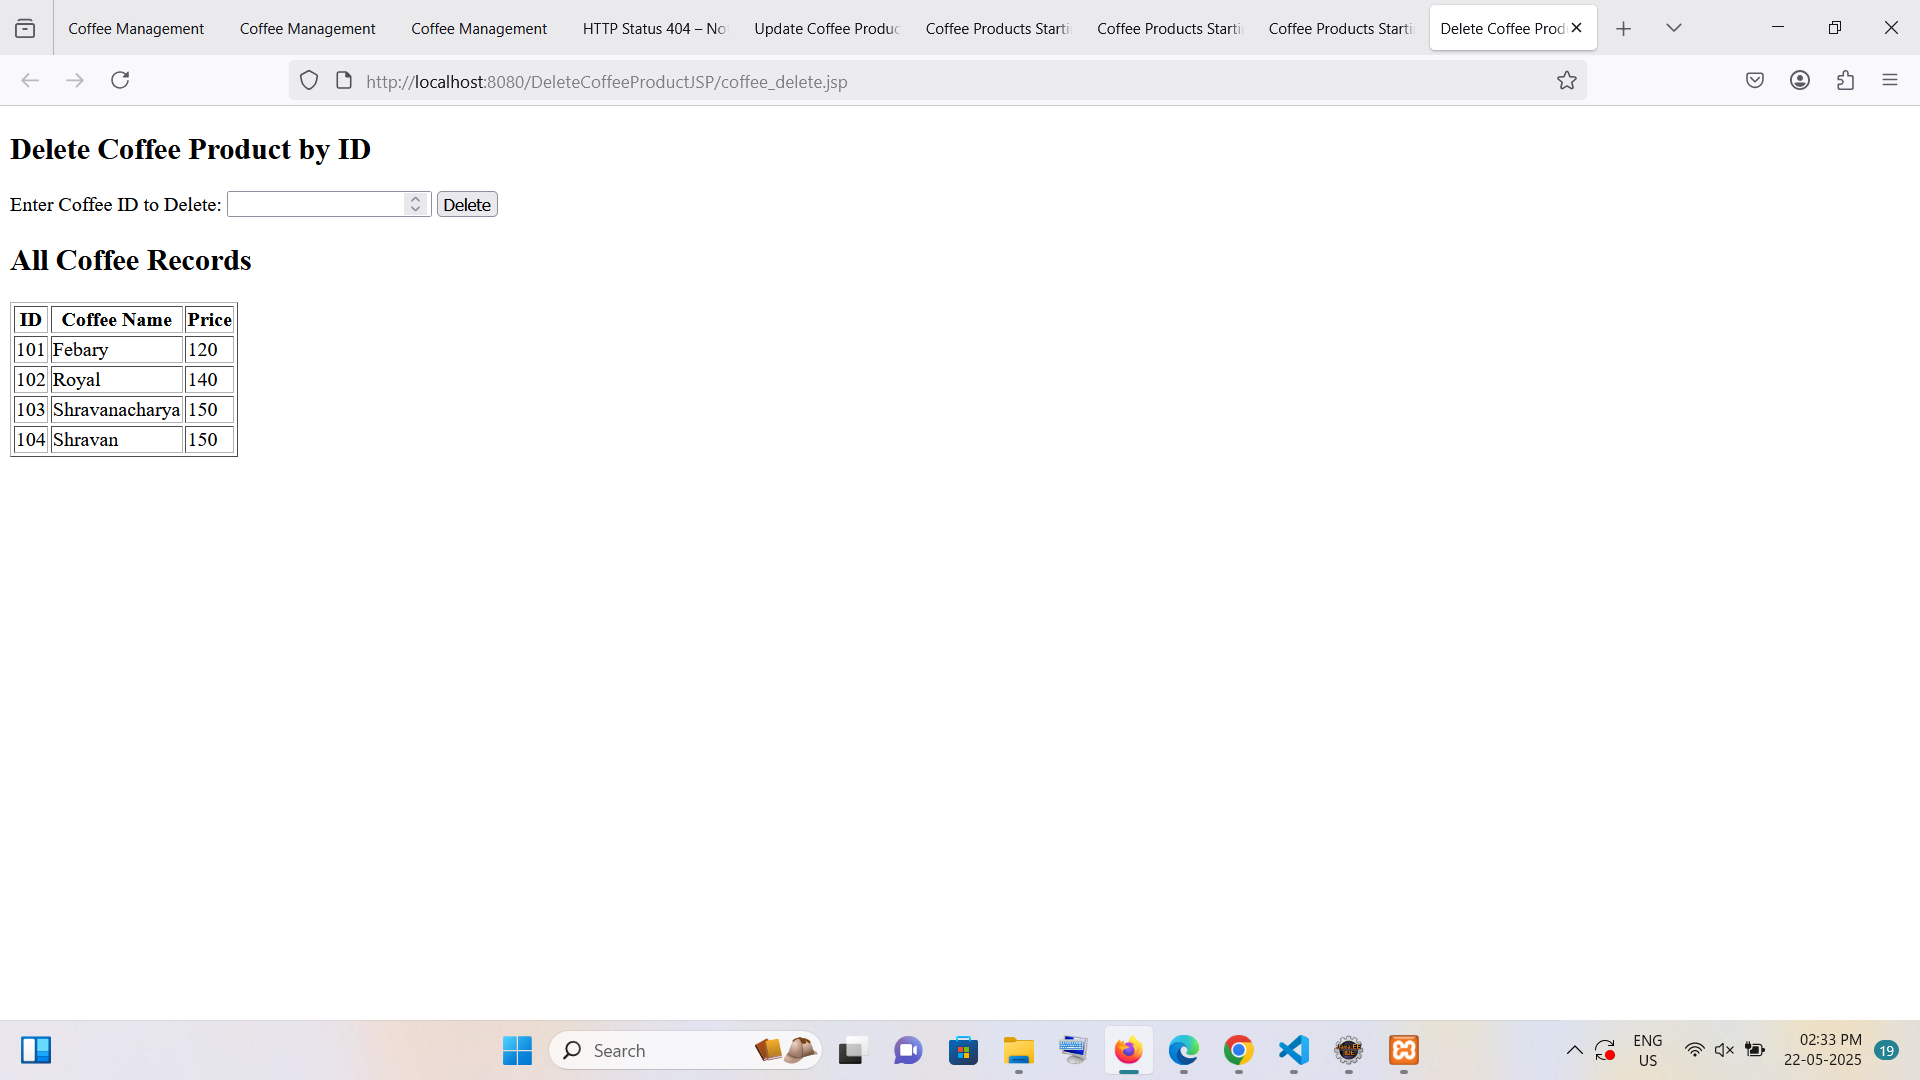 Coffee Management Coffee Management Coffee Management HTTP Status 404 – No Update Coffee Produc Coffee Products Starti Coffee Products Starti Coffee Products Starti Delete Coffee Prod
http://localhost:8080/DeleteCoffeeProductJSP/coffee_delete.jsp
Delete Coffee Product by ID
Enter Coffee ID to Delete: Delete
All Coffee Records
ID Coffee Name Price
101 Febary 120
102 Royal 140
103 Shravanacharya 150
104 Shravan 150
Search
ENG
US
02:33 PM
22-05-2025
19